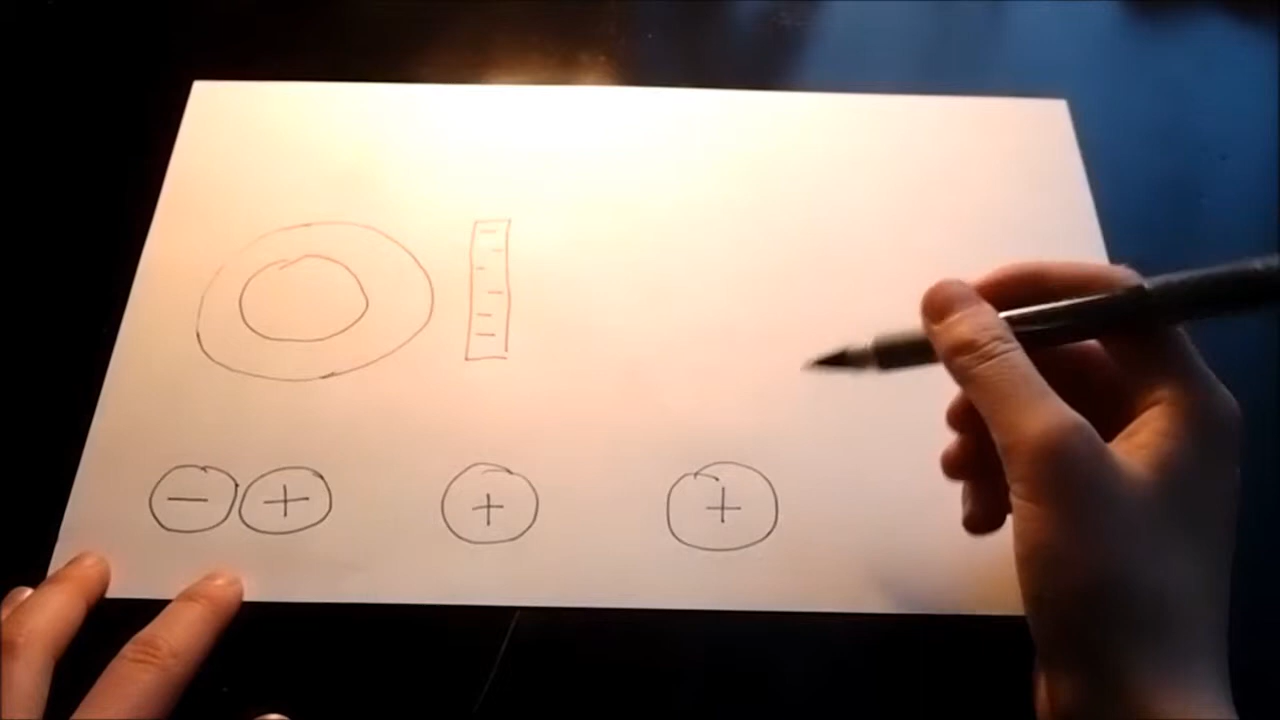 − + + +